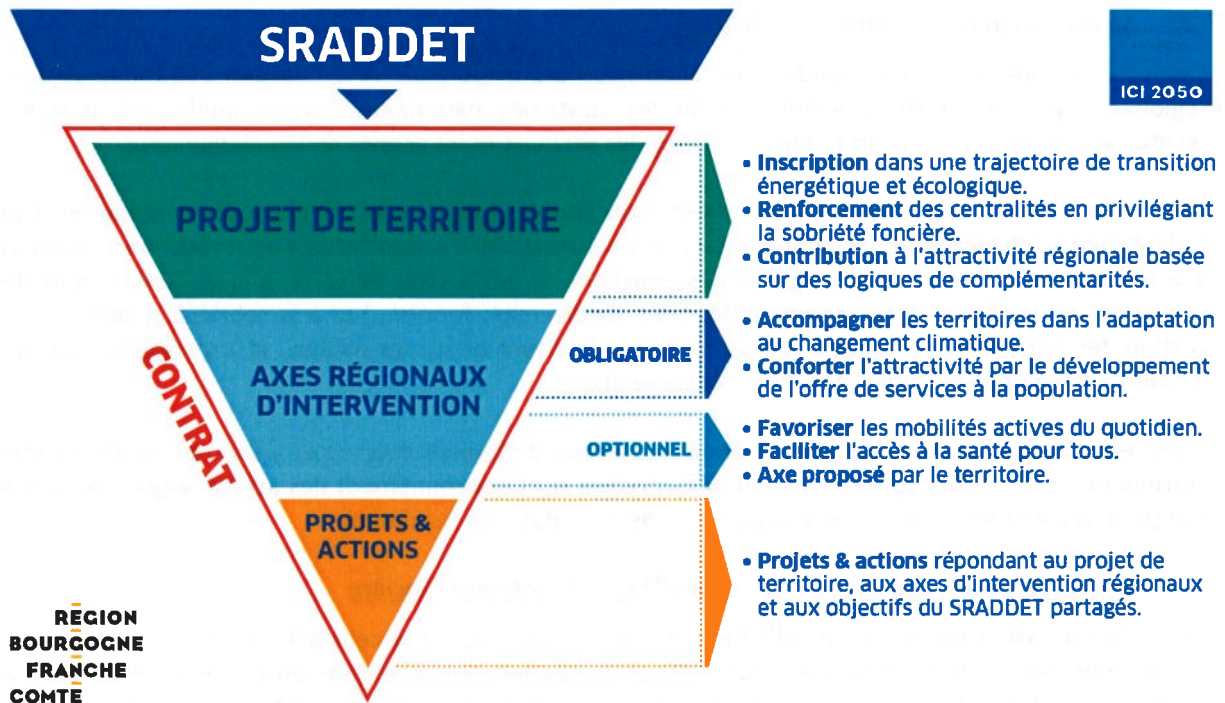 SRADDET
ICI 2050
PROJET DE TERRITOIRE
• Inscription dans une trajectoire de transition
énergétique et écologique.
• Renforcement des centralités en privilégiant
la sobriété foncière.
• Contribution à l'attractivité régionale basée
sur des logiques de complémentarités.
CONTRAT
AXES RÉGIONAUX
D'INTERVENTION
OBLIGATOIRE
• Accompagner les territoires dans l'adaptation
au changement climatique.
• Conforter l'attractivité par le développement
de l'offre de services à la population.
OPTIONNEL
• Favoriser les mobilités actives du quotidien.
• Faciliter l'accès à la santé pour tous.
• Axe proposé par le territoire.
PROJETS &
ACTIONS
• Projets & actions répondant au projet de
territoire, aux axes d'intervention régionaux
et aux objectifs du SRADDET partagés.
RÉGION
BOURGOGNE
FRANCHE
COMTÉ